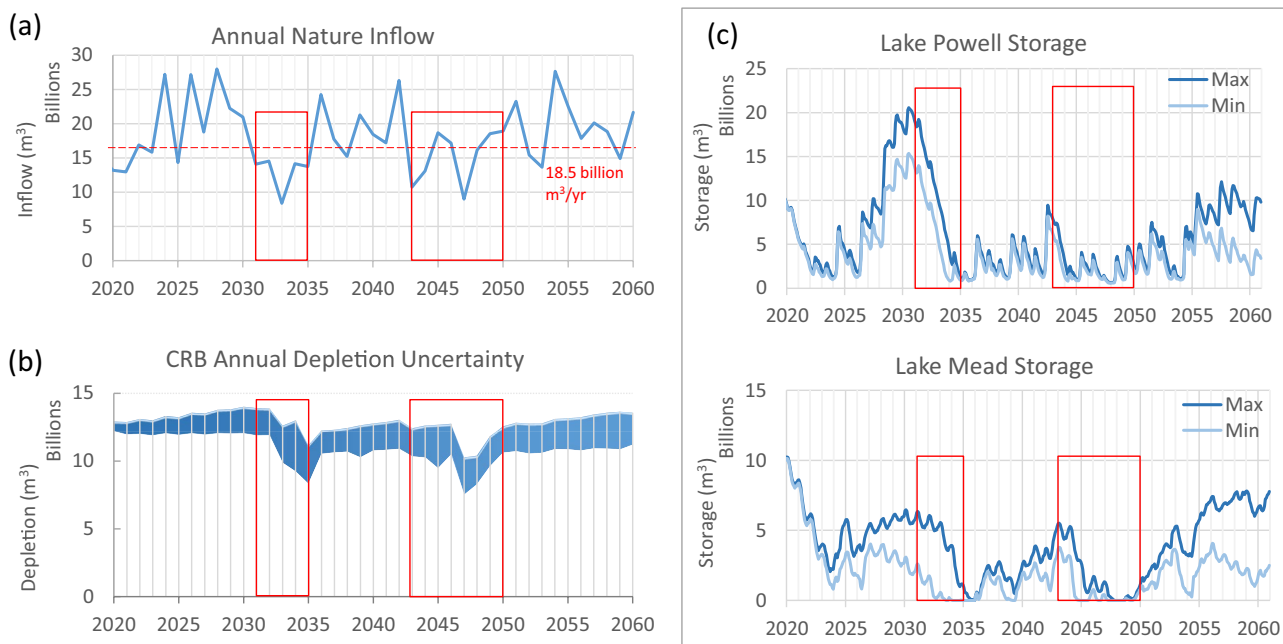 (a)
Annual Nature Inflow
Inflow (m³)
Billions
30
25
20
15
10
5
0
18.5 billion
m³/yr
2020 2025 2030 2035 2040 2045 2050 2055 2060
(b)
CRB Annual Depletion Uncertainty
Depletion (m³)
Billions
15
10
5
0
2020 2025 2030 2035 2040 2045 2050 2055 2060
(c)
Lake Powell Storage
Storage (m³)
Billions
25
20
15
10
5
0
Max
Min
2020 2025 2030 2035 2040 2045 2050 2055 2060
Lake Mead Storage
Storage (m³)
Billions
10
5
0
Max
Min
2020 2025 2030 2035 2040 2045 2050 2055 2060